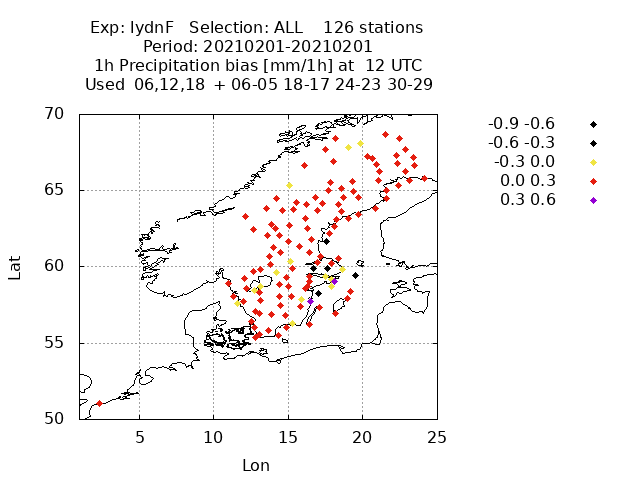 Exp: IydnF   Selection: ALL    126 stations
Period: 20210201-20210201
1h Precipitation bias [mm/1h] at  12 UTC
Used  06,12,18  + 06-05 18-17 24-23 30-29
70
65
60
55
50
Lat
5 10 15 20 25
Lon
-0.9 -0.6
-0.6 -0.3
-0.3 0.0
0.0 0.3
0.3 0.6